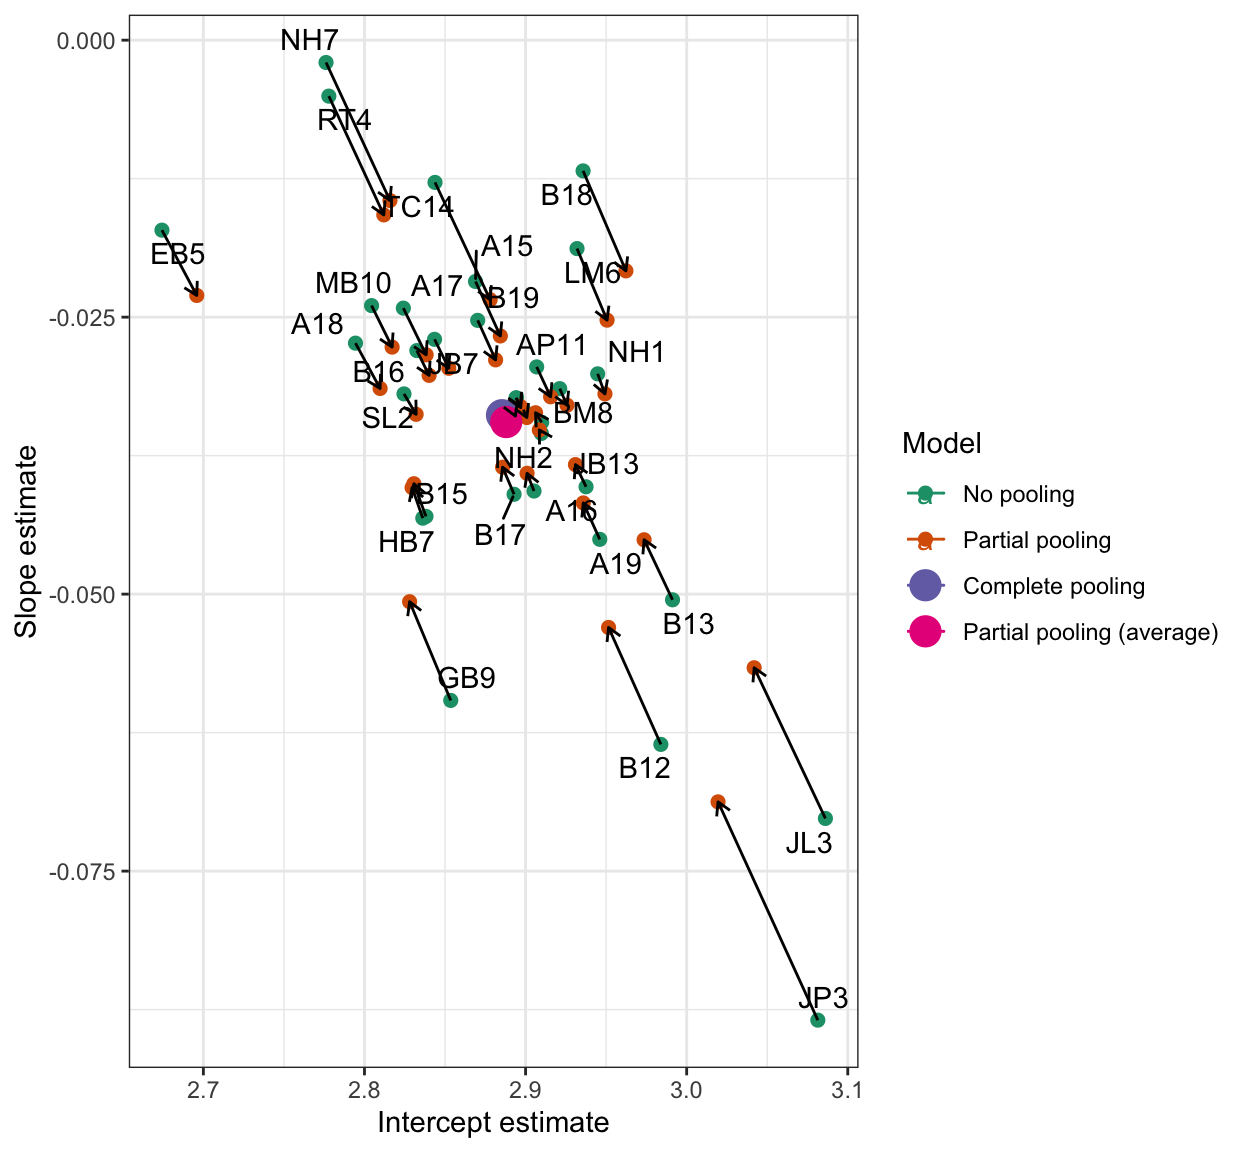 0.000
-0.025
-0.050
-0.075
Slope estimate
NH7
RT4
TC14
B18
EB5
A15
MB10
A17
B19
LM6
A18
AP11
NH1
B16
JB7
SL2
BM8
NH2
JB13
B15
A16
HB7
B17
A19
B13
GB9
B12
JL3
JP3
2.7
2.8
2.9
3.0
3.1
Intercept estimate
Model
a No pooling
a Partial pooling
Complete pooling
Partial pooling (average)